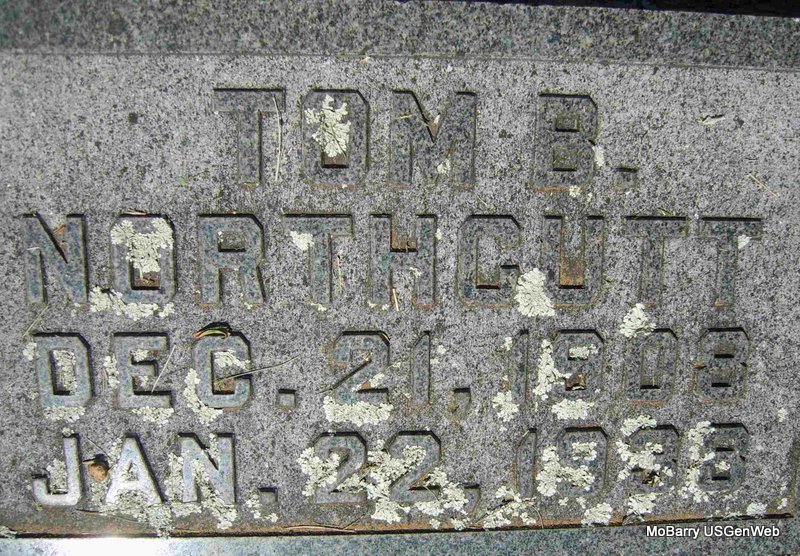 TOM B.
NORTHCUTT
DEC. 21, 1908
JAN. 22,
MoBarry USGenWeb